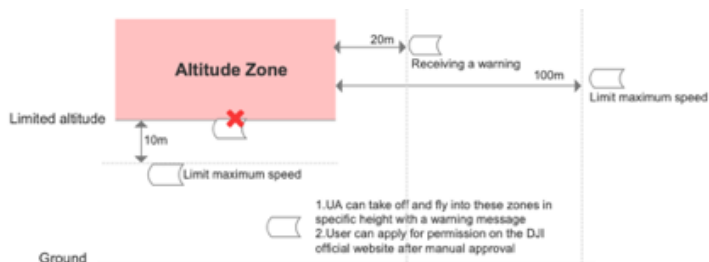 20m
Receiving a warning
Altitude Zone
100m
Limit maximum speed
Limited altitude
10m
Limit maximum speed
1.UA can take off and fly into these zones in
specific height with a warning message
2.User can apply for permission on the DJI
official website after manual approval
Ground